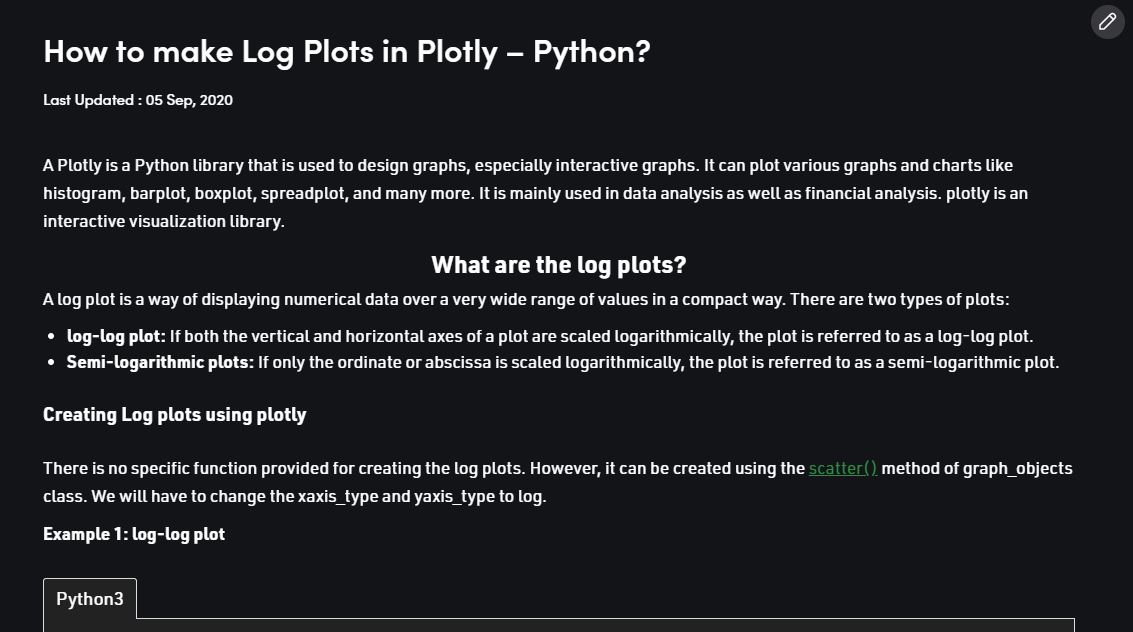 How to make Log Plots in Plotly – Python?
Last Updated : 05 Sep, 2020
A Plotly is a Python library that is used to design graphs, especially interactive graphs. It can plot various graphs and charts like
histogram, barplot, boxplot, spreadplot, and many more. It is mainly used in data analysis as well as financial analysis. plotly is an
interactive visualization library.
What are the log plots?
A log plot is a way of displaying numerical data over a very wide range of values in a compact way. There are two types of plots:
• log-log plot: If both the vertical and horizontal axes of a plot are scaled logarithmically, the plot is referred to as a log-log plot.
• Semi-logarithmic plots: If only the ordinate or abscissa is scaled logarithmically, the plot is referred to as a semi-logarithmic plot.
Creating Log plots using plotly
There is no specific function provided for creating the log plots. However, it can be created using the scatter() method of graph_objects
class. We will have to change the xaxis_type and yaxis_type to log.
Example 1: log-log plot
Python3